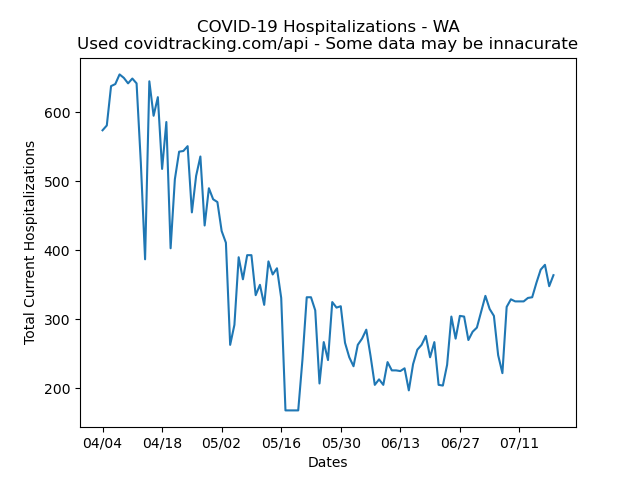 COVID-19 Hospitalizations - WA
Used covidtracking.com/api - Some data may be innacurate
Total Current Hospitalizations
600
500
400
300
200
04/04 04/18 05/02 05/16 05/30 06/13 06/27 07/11
Dates